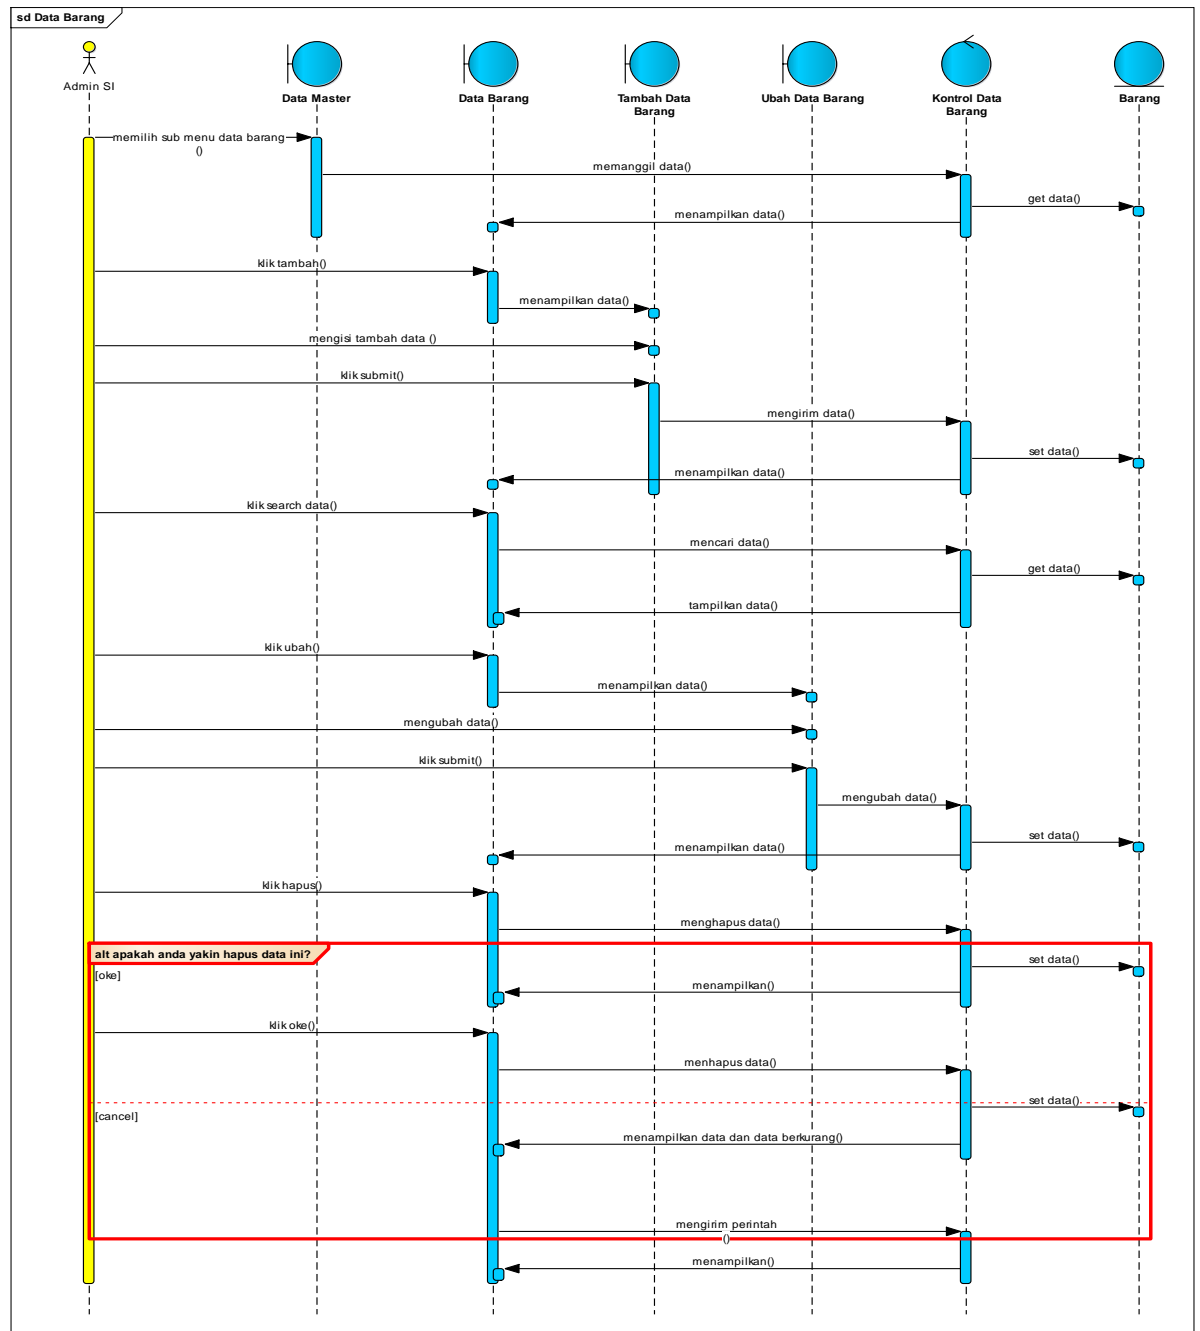 sd Data Barang
Admin SI
Data Master
Data Barang
Tambah Data
Barang
Ubah Data Barang
Kontrol Data
Barang
Barang
memilih sub menu data barang
()
memanggil data()
get data()
menampilkan data()
klik tambah()
menampilkan data()
mengisi tambah data ()
klik submit()
mengirim data()
set data()
menampilkan data()
klik search data()
mencari data()
get data()
tampilkan data()
klik ubah()
menampilkan data()
mengubah data()
klik submit()
mengubah data()
set data()
menampilkan data()
klik hapus()
menghapus data()
alt apakah anda yakin hapus data ini?
set data()
[oke]
menampilkan()
klik oke()
menhapus data()
set data()
[cancel]
menampilkan data dan data berkurang()
mengirim perintah
()
menampilkan()